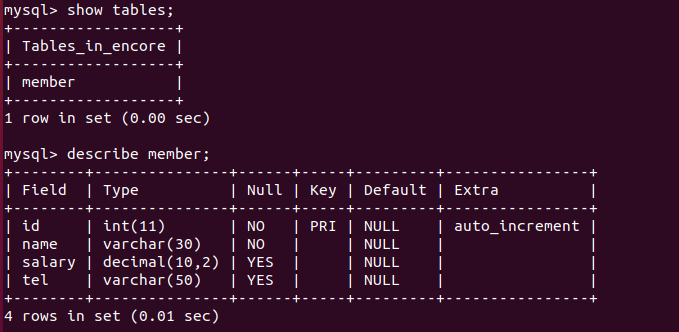 mysql> show tables;
+------------------+
| Tables_in_encore |
+------------------+
| member           |
+------------------+
1 row in set (0.00 sec)
mysql> describe member;
+--------+---------------+------+-----+---------+----------------+
| Field  | Type          | Null | Key | Default | Extra          |
+--------+---------------+------+-----+---------+----------------+
| id     | int(11)       | NO   | PRI | NULL    | auto_increment |
| name   | varchar(30)   | NO   |     | NULL    |                |
| salary | decimal(10,2) | YES  |     | NULL    |                |
| tel    | varchar(50)   | YES  |     | NULL    |                |
+--------+---------------+------+-----+---------+----------------+
4 rows in set (0.01 sec)